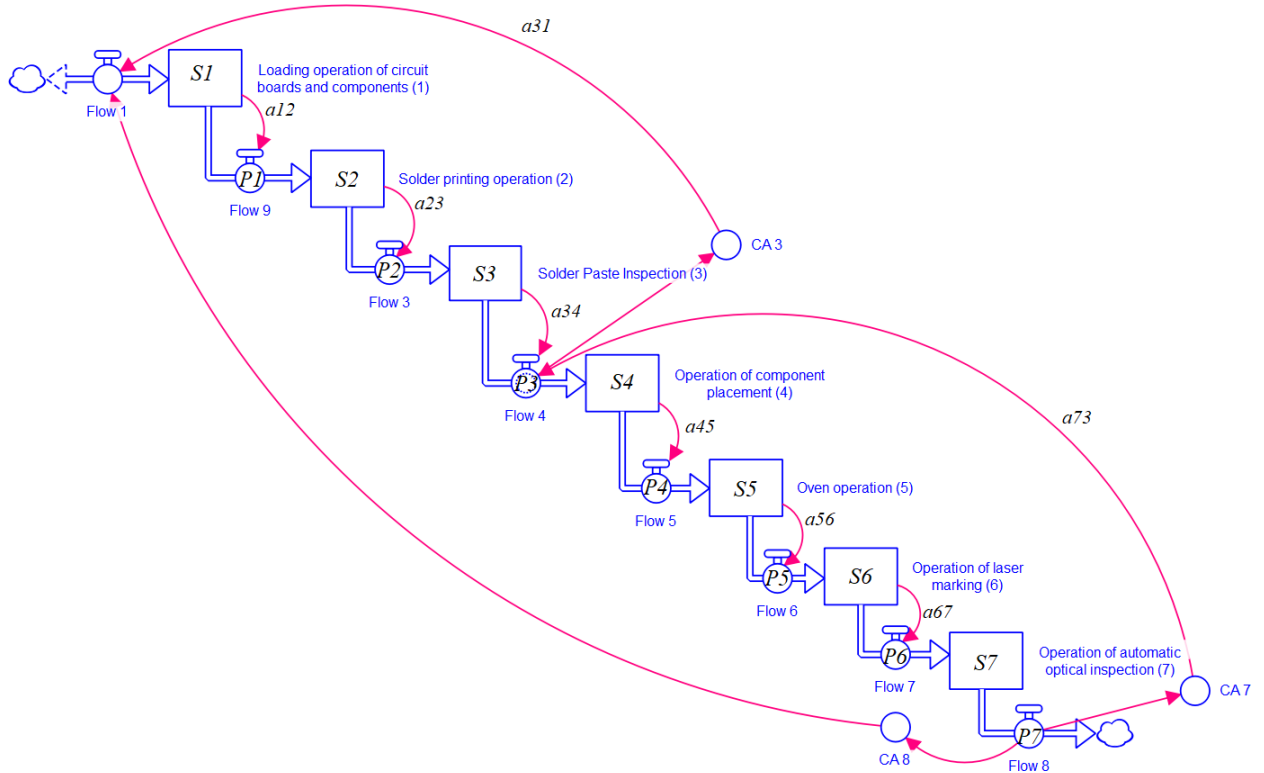 a31
S1
Loading operation of circuit
boards and components (1)
Flow 1
a12
P1
Flow 9
S2
Solder printing operation (2)
a23
P2
Flow 3
S3
Solder Paste Inspection (3)
CA 3
a34
P3
Flow 4
S4
Operation of component
placement (4)
a73
a45
P4
Flow 5
S5
Oven operation (5)
a56
P5
Flow 6
S6
Operation of laser
marking (6)
a67
P6
Flow 7
S7
Operation of automatic
optical inspection (7)
CA 7
P7
Flow 8
CA 8